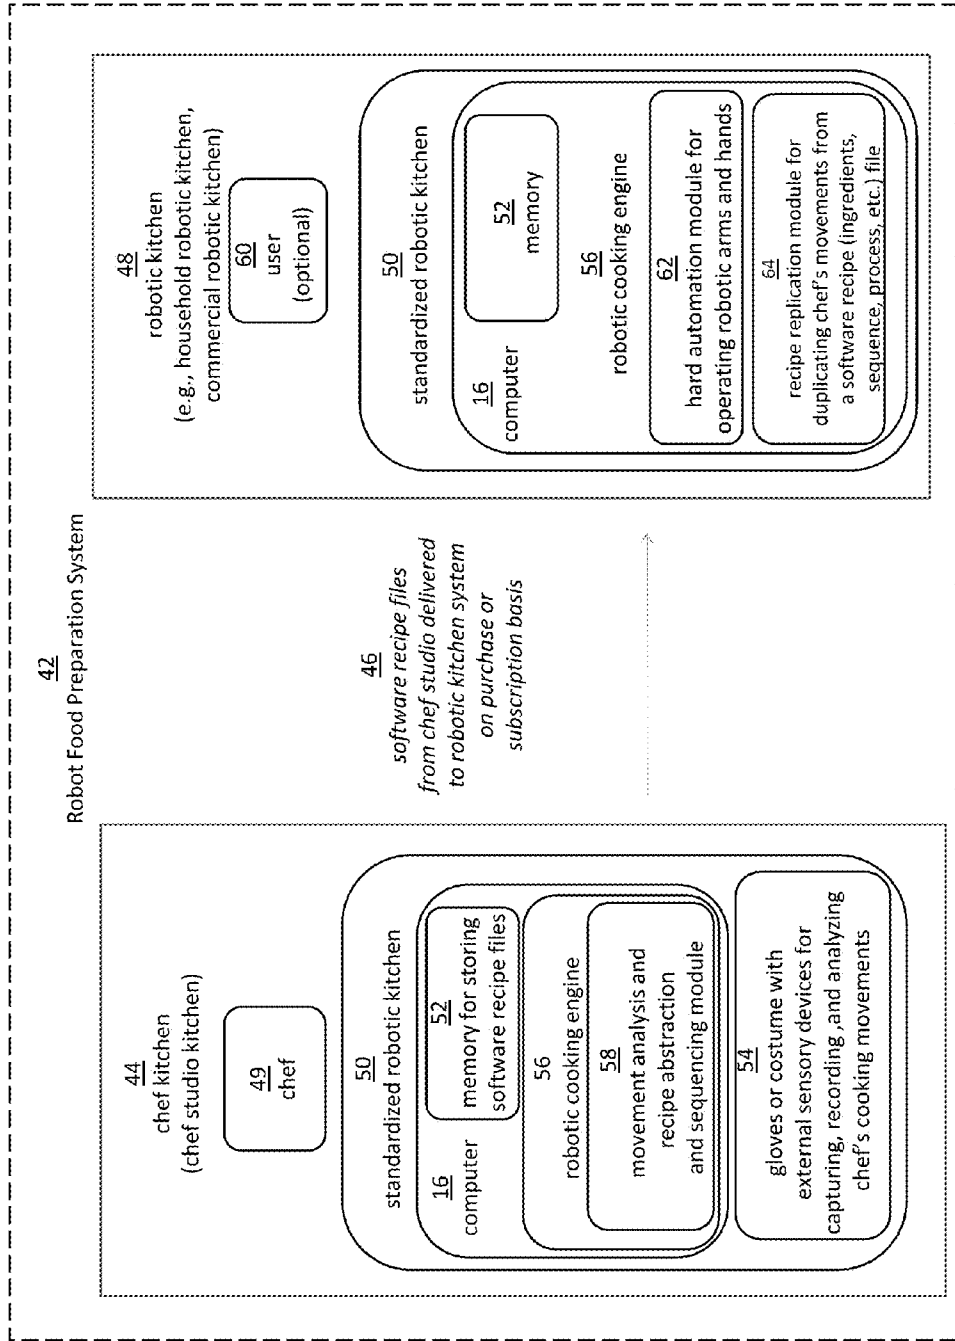 42
Robot Food Preparation System
44
chef kitchen
(chef studio kitchen)
49
chef
50
standardized robotic kitchen
16
computer
52
memory for storing
software recipe files
56
robotic cooking engine
58
movement analysis and
recipe abstraction
and sequencing module
54
gloves or costume with
external sensory devices for
capturing, recording ,and analyzing
chef's cooking movements
46
software recipe files
from chef studio delivered
to robotic kitchen system
on purchase or
subscription basis
48
robotic kitchen
(e.g., household robotic kitchen,
commercial robotic kitchen)
60
user
(optional)
50
standardized robotic kitchen
16
computer
52
memory
56
robotic cooking engine
62
hard automation module for
operating robotic arms and hands
64
recipe replication module for
duplicating chef's movements from
a software recipe (ingredients,
sequence, process, etc.) file